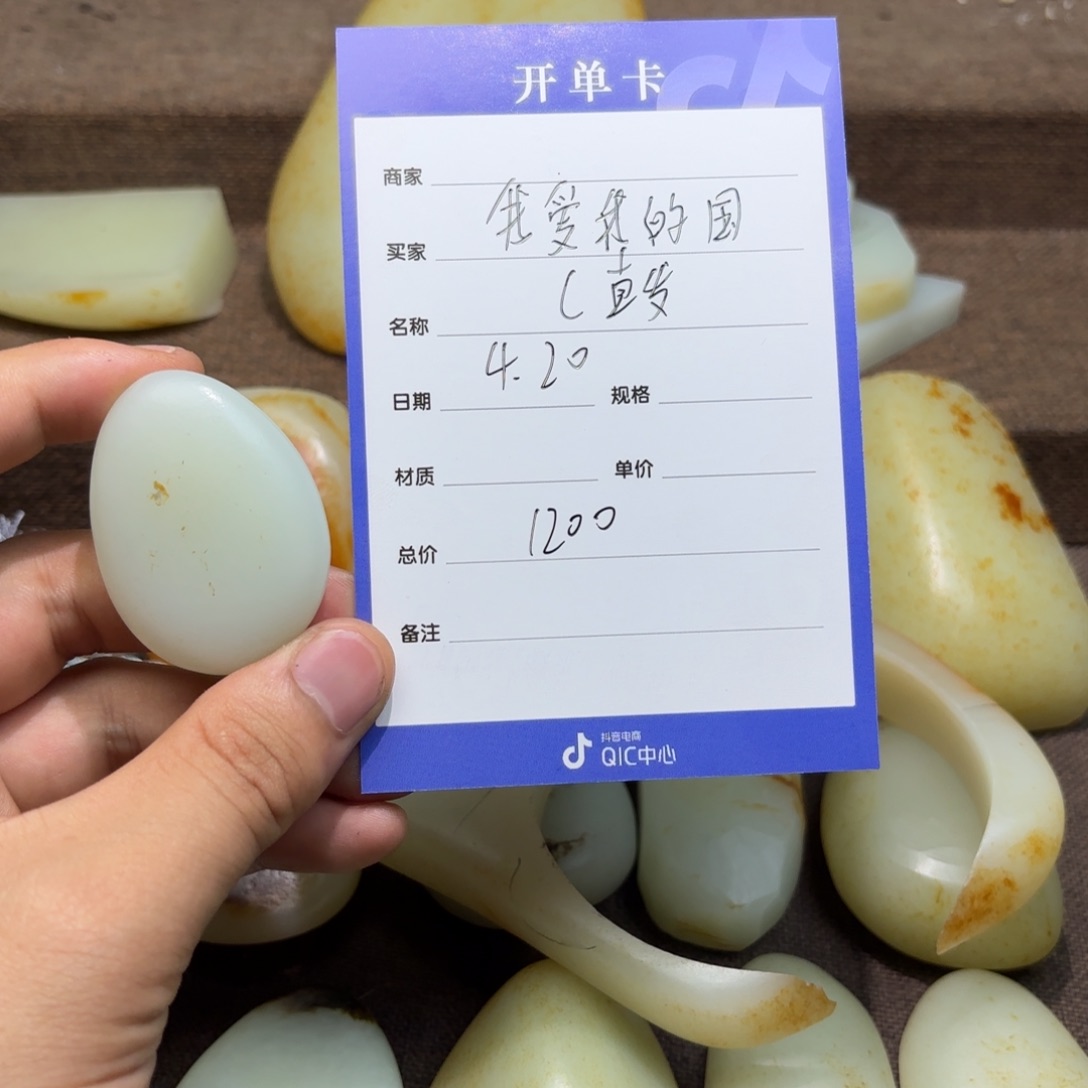 开单卡
商家
我爱我的国
买家
(直发
名称
4.20
日期 规格
材质 单价
1200
总价
备注
抖音电商
QIC中心